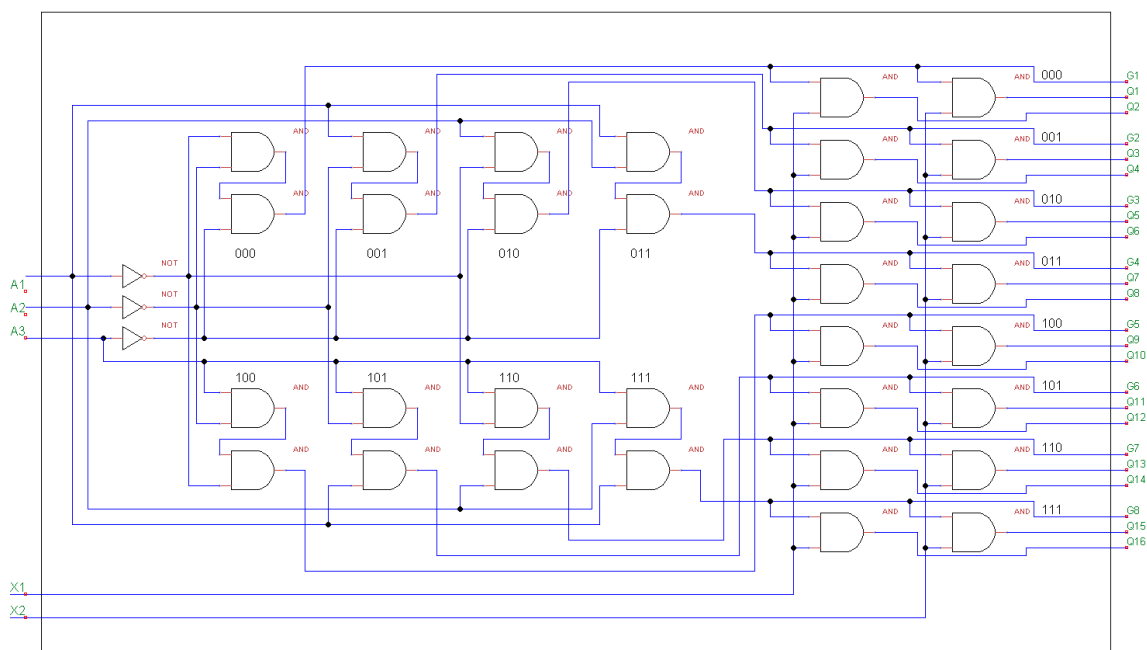 AND AND 000 G1
Q1
Q2
AND AND AND AND
AND AND 001 G2
Q3
Q4
AND AND AND AND
AND AND 010 G3
Q5
Q6
000 001 010 011
AND AND 011 G4
NOT
A1
Q7
NOT
A2
Q8
NOT
A3
AND AND 100 G5
Q9
Q10
100 101 110 111
AND AND AND AND
AND AND 101 G6
Q11
Q12
AND AND AND AND
AND AND 110 G7
Q13
Q14
AND AND 111 G8
Q15
Q16
X1
X2